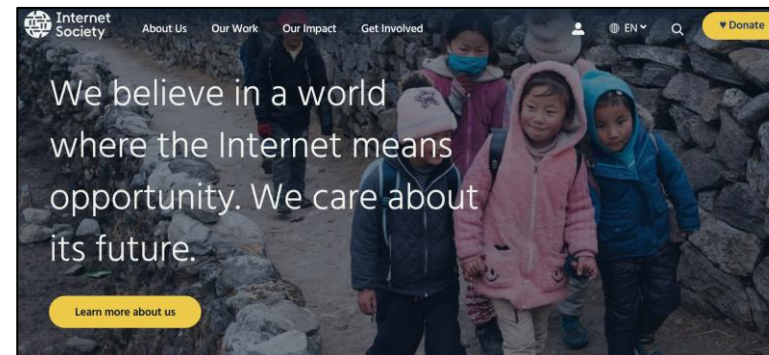 Internet
Society
About Us Our Work Our Impact Get Involved EN Donate
We believe in a world
where the Internet means
opportunity. We care about
its future.
Learn more about us